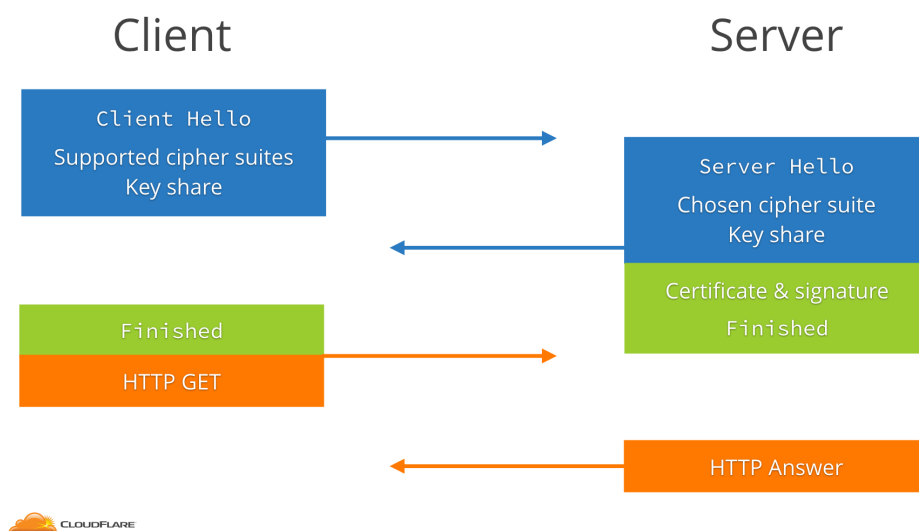 Client
Server
Client Hello
Supported cipher suites
Key share
Server Hello
Chosen cipher suite
Key share
Certificate & signature
Finished
Finished
HTTP GET
HTTP Answer
CLOUDFLARE